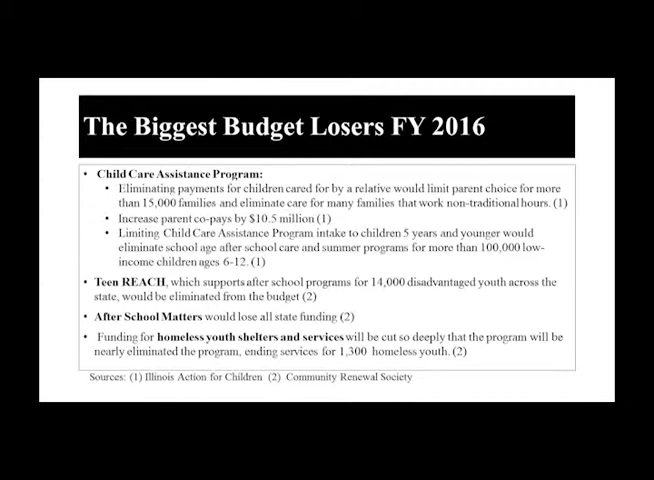 The Biggest Budget Losers FY 2016
• Child Care Assistance Program:
• Eliminating payments for children cared for by a relative would limit parent choice for more
than 15,000 families and eliminate care for many families that work non-traditional hours. (1)
• Increase parent co-pays by $10.5 million (1)
• Limiting Child Care Assistance Program intake to children 5 years and younger would
eliminate school age after school care and summer programs for more than 100,000 low-
income children ages 6-12. (1)
• Teen REACH, which supports after school programs for 14,000 disadvantaged youth across the
state, would be eliminated from the budget (2)
• After School Matters would lose all state funding (2)
• Funding for homeless youth shelters and services will be cut so deeply that the program will be
nearly eliminated the program, ending services for 1,300 homeless youth. (2)
Sources: (1) Illinois Action for Children (2) Community Renewal Society